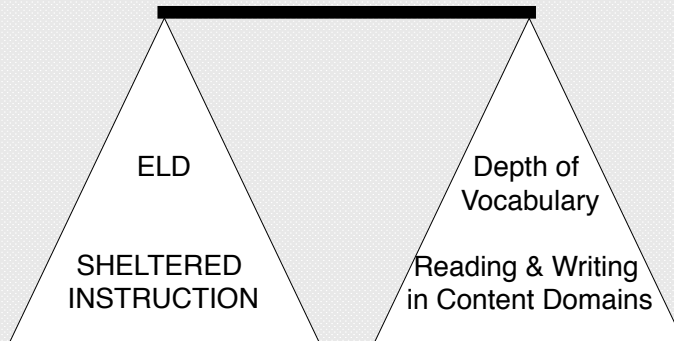 ELD
SHELTERED
INSTRUCTION
Depth of
Vocabulary
Reading & Writing
in Content Domains